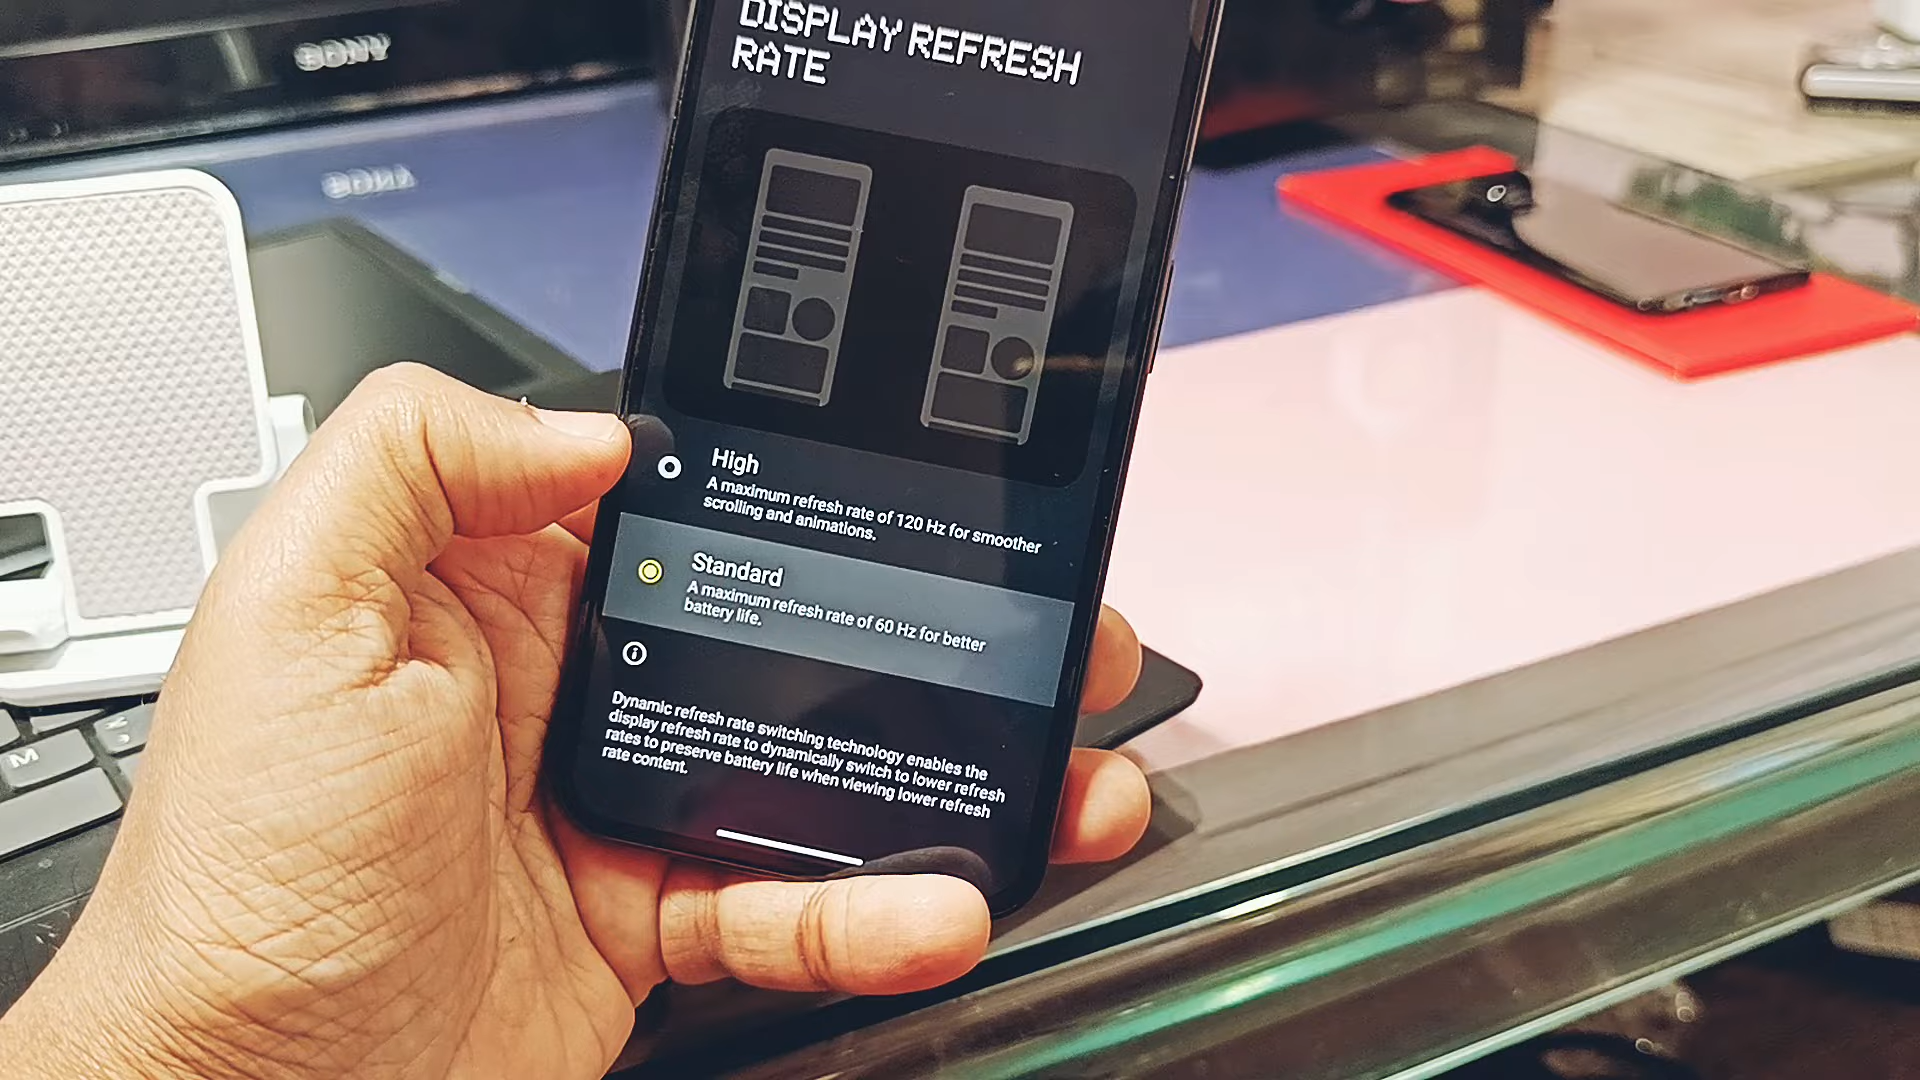 SONY
DISPLAY REFRESH
RATE
High
A maximum refresh rate of 120 Hz for smoother
scrolling and animations.
Standard
A maximum refresh rate of 60 Hz for better
battery life.
Dynamic refresh rate switching technology enables the
display refresh rate to dynamically switch to lower refresh
rates to preserve battery life when viewing lower refresh
rate content.
M